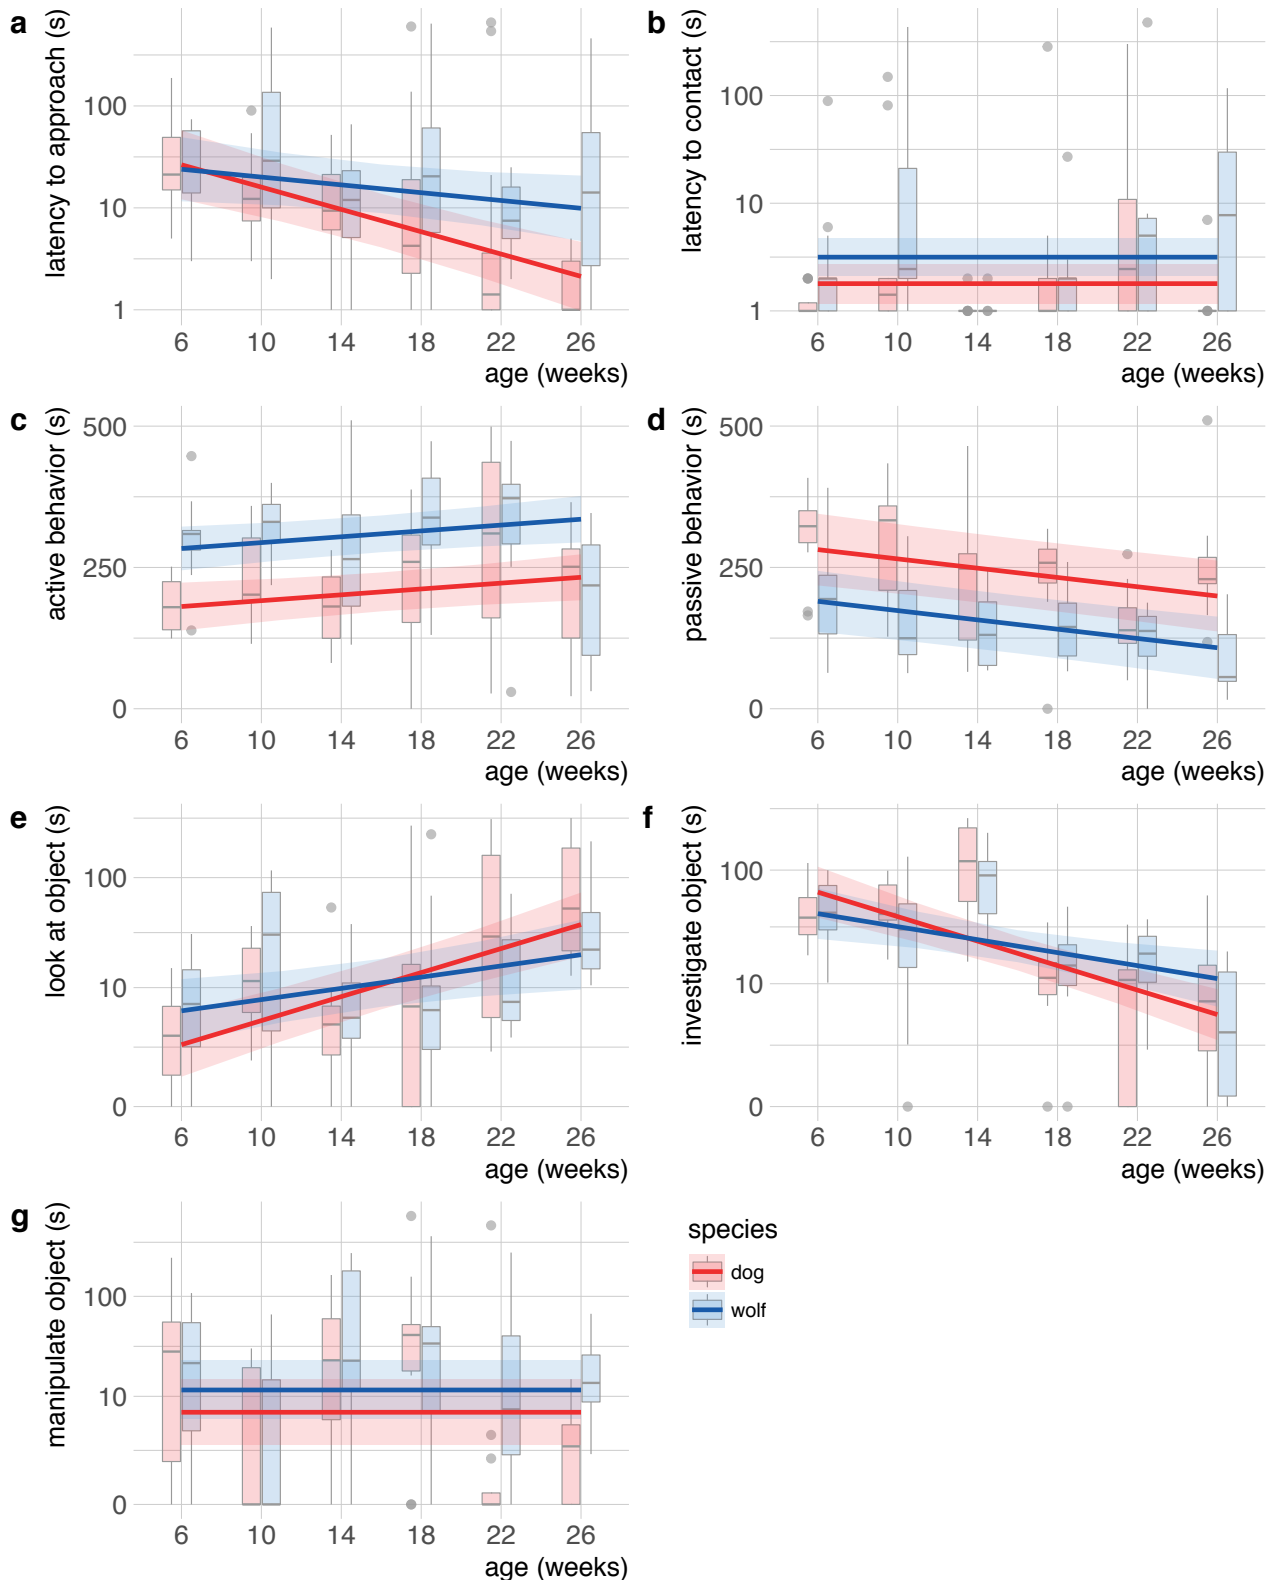 a
latency to approach (s)
100
10
1
6 10 14 18 22 26
age (weeks)
b
latency to contact (s)
100
10
1
6 10 14 18 22 26
age (weeks)
c
active behavior (s)
500
250
0
6 10 14 18 22 26
age (weeks)
d
passive behavior (s)
500
250
0
6 10 14 18 22 26
age (weeks)
e
look at object (s)
100
10
0
6 10 14 18 22 26
age (weeks)
f
investigate object (s)
100
10
0
6 10 14 18 22 26
age (weeks)
g
manipulate object (s)
100
10
0
6 10 14 18 22 26
age (weeks)
species
dog
wolf